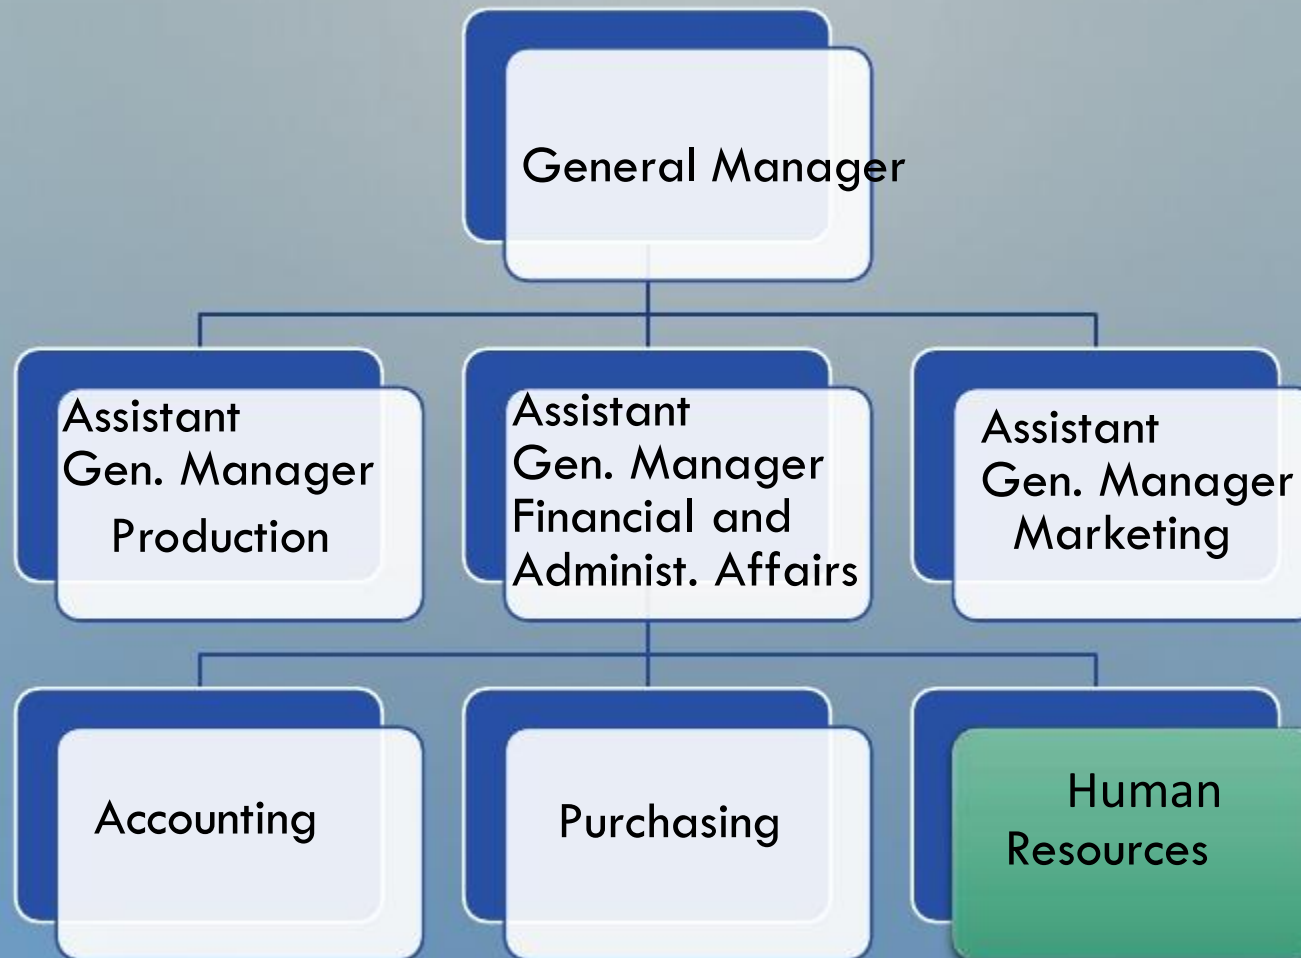 General Manager
Assistant
Gen. Manager
Production
Assistant
Gen. Manager
Financial and
Administ. Affairs
Assistant
Gen. Manager
Marketing
Accounting
Purchasing
Human
Resources